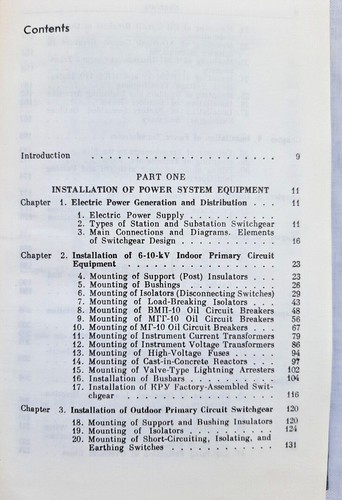 Contents
Introduction . . . . . . . . . . . . . . . . . . . . 9
PART ONE
INSTALLATION OF POWER SYSTEM EQUIPMENT 11
Chapter 1. Electric Power Generation and Distribution . . . 11
1. Electric Power Supply . . . . . . . . . . . 11
2. Types of Station and Substation Switchgear 11
3. Main Connections and Diagrams. Elements
of Switchgear Design . . . . . . . . . . . 16
Chapter 2. Installation of 6-10-kV Indoor Primary Circuit
Equipment . . . . . . . . . . . . . . . . . 23
4. Mounting of Support (Post) Insulators . . . . 23
5. Mounting of Bushings . . . . . . . . . . . 26
6. Mounting of Isolators (Disconnecting Switches) 29
7. Mounting of Load-Breaking Isolators . . . . 43
8. Mounting of ВМП-10 Oil Circuit Breakers 48
9. Mounting of МГГ-10 Oil Circuit Breakers 56
10. Mounting of МГ-10 Oil Circuit Breakers . . 67
11. Mounting of Instrument Current Transformers 79
12. Mounting of Instrument Voltage Transformers 86
13. Mounting of High-Voltage Fuses . . . . . . 94
14. Mounting of Cast-in-Concrete Reactors . . . 97
15. Mounting of Valve-Type Lightning Arresters 102
16. Installation of Busbars . . . . . . . . . . 104
17. Installation of КРУ Factory-Assembled Swit-
chgear . . . . . . . . . . . . . . . . . 116
Chapter 3. Installation of Outdoor Primary Circuit Switchgear 120
18. Mounting of Support and Bushing Insulators 120
19. Mounting of Isolators . . . . . . . . . . 124
20. Mounting of Short-Circuiting, Isolating, and
Earthing Switches . . . . . . . . . . . . 131